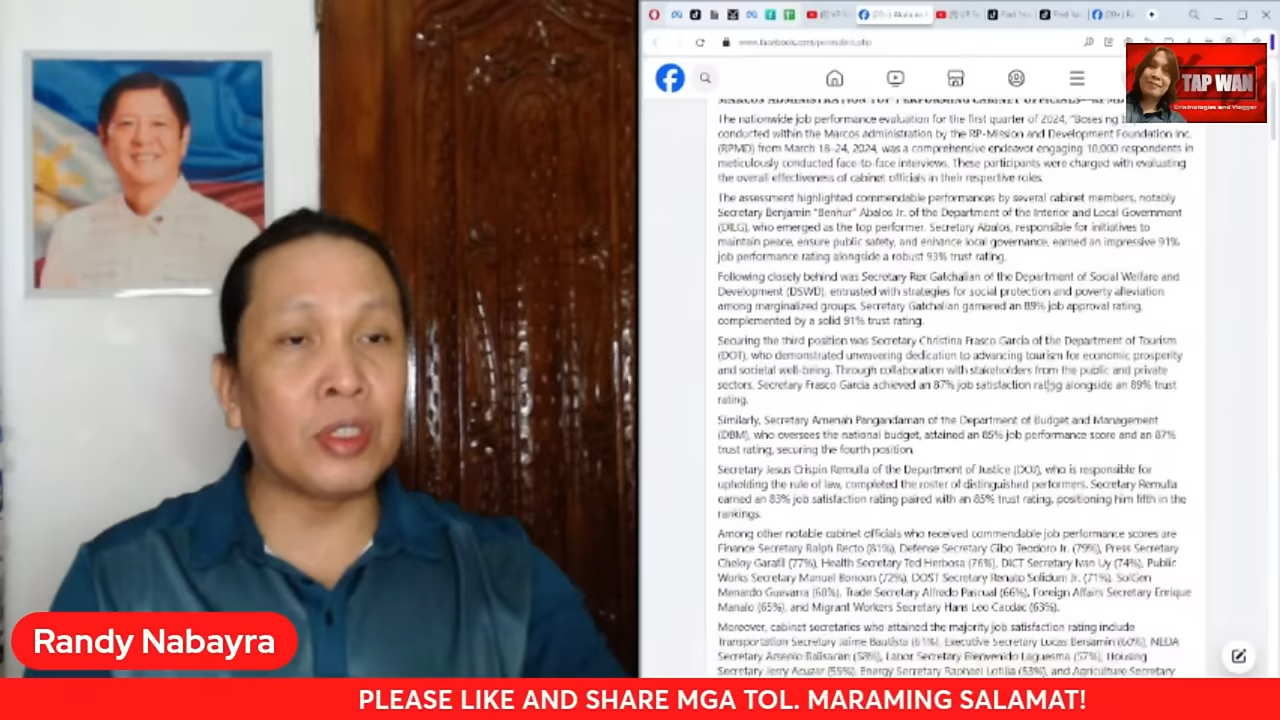 www.facebook.com/permalink.php
TAP WAN
Criminologies and Vlogger
The nationwide job performance evaluation for the first quarter of 2024, "Boses ng
conducted within the Marcos administration by the RP-Mission and Development Foundation Inc.
(RPMD) from March 18-24, 2024, was a comprehensive endeavor engaging 10,000 respondents in
meticulously conducted face-to-face interviews. These participants were charged with evaluating
the overall effectiveness of cabinet officials in their respective roles.
The assessment highlighted commendable performances by several cabinet members, notably
Secretary Benjamin "Benhur" Abalos Jr. of the Department of the Interior and Local Government
(DILG), who emerged as the top performer. Secretary Abalos, responsible for initiatives to
maintain peace, ensure public safety, and enhance local governance, earned an impressive 91%
job performance rating alongside a robust 93% trust rating.
Following closely behind was Secretary Rex Gatchalian of the Department of Social Welfare and
Development (DSWD), entrusted with strategies for social protection and poverty alleviation
among marginalized groups. Secretary Gatchalian garnered an 89% job approval rating,
complemented by a solid 91% trust rating.
Securing the third position was Secretary Christina Frasco Garcia of the Department of Tourism
(DOT), who demonstrated unwavering dedication to advancing tourism for economic prosperity
and societal well-being. Through collaboration with stakeholders from the public and private
sectors, Secretary Frasco Garcia achieved an 87% job satisfaction rating alongside an 89% trust
rating.
Similarly, Secretary Amenah Pangandaman of the Department of Budget and Management
(DBM), who oversees the national budget, attained an 85% job performance score and an 87%
trust rating, securing the fourth position.
Secretary Jesus Crispin Remulla of the Department of Justice (DOJ), who is responsible for
upholding the rule of law, completed the roster of distinguished performers. Secretary Remulla
earned an 83% job satisfaction rating paired with an 85% trust rating, positioning him fifth in the
rankings.
Among other notable cabinet officials who received commendable job performance scores are
Finance Secretary Ralph Recto (81%), Defense Secretary Gibo Teodoro Jr. (79%), Press Secretary
Cheloy Garafil (77%), Health Secretary Ted Herbosa (76%), DICT Secretary Ivan Uy (74%), Public
Works Secretary Manuel Bonoan (72%), DOST Secretary Renato Solidum Jr. (71%), SolGen
Menardo Guevarra (68%), Trade Secretary Alfredo Pascual (66%), Foreign Affairs Secretary Enrique
Manalo (65%), and Migrant Workers Secretary Hans Leo Cacdac (63%).
Moreover, cabinet secretaries who attained the majority job satisfaction rating include
Transportation Secretary Jaime Bautista (61%), Executive Secretary Lucas Bersamin (60%), NEDA
Secretary Arsenio Balisacan (58%), Labor Secretary Bienvenido Laguesma (57%), Housing
Secretary Jerry Acuzar (55%), Energy Secretary Raphael Lotilla (53%), and Agriculture Secretary
Randy Nabayra
PLEASE LIKE AND SHARE MGA TOL. MARAMING SALAMAT!